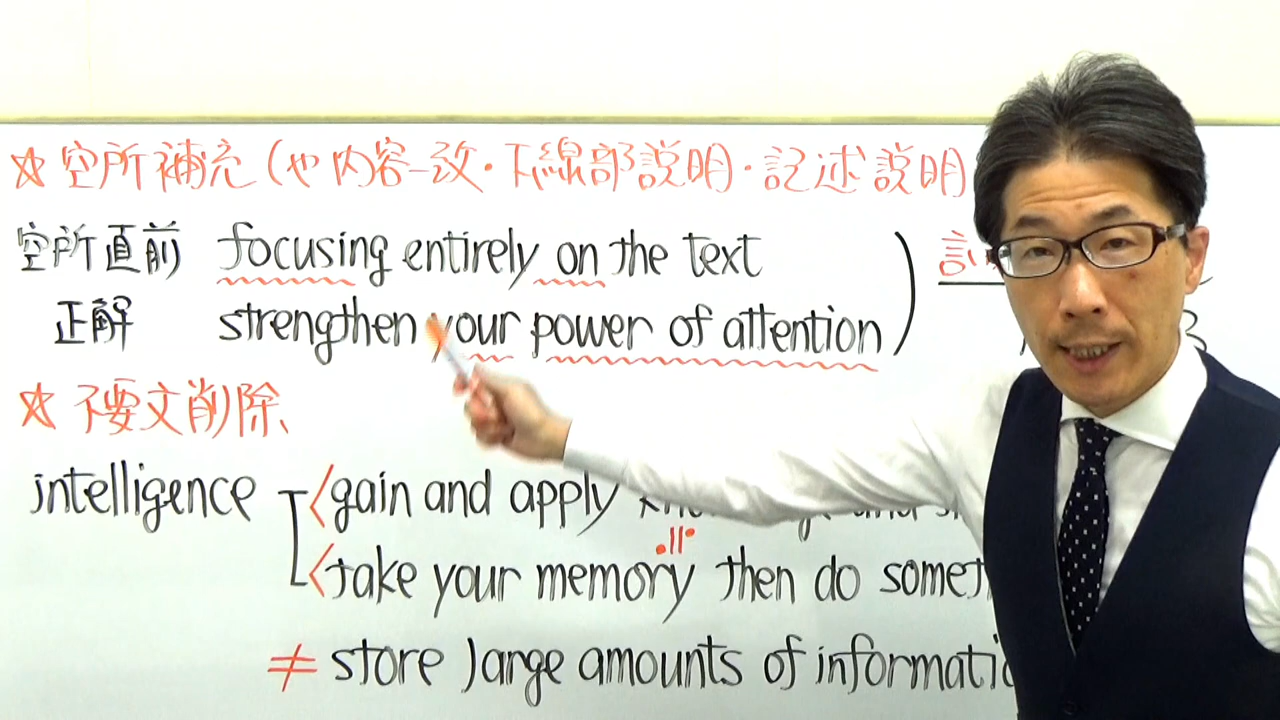 ☆ 空所補充 (や内容一致・下線部説明・記述説明
空所直前 focusing entirely on the text
正解 strengthen your power of attention
☆ 不要文削除
intelligence gain and apply
take your memory then do
≠ store large amounts of